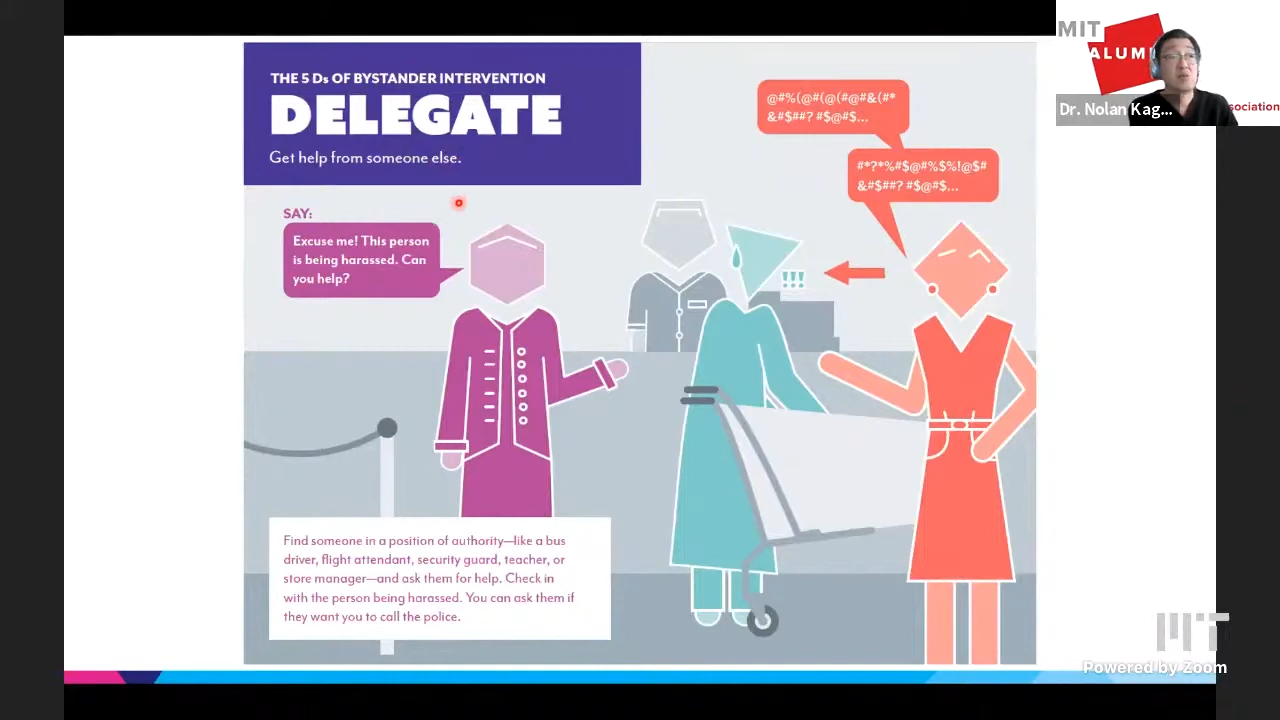 THE 5 Ds OF BYSTANDER INTERVENTION
DELEGATE
Get help from someone else.
SAY:
Excuse me! This person
is being harassed. Can
you help?
@#%(@#(@(#@#&(#*
&#$##? #$@#$...
#*?*%#$@#%$%!@$#
&#$##? #$@#$...
Find someone in a position of authority—like a bus
driver, flight attendant, security guard, teacher, or
store manager—and ask them for help. Check in
with the person being harassed. You can ask them if
they want you to call the police.
MIT
ALUM
sociation
Dr. Nolan Kag...
MIT
Powered by Zoom